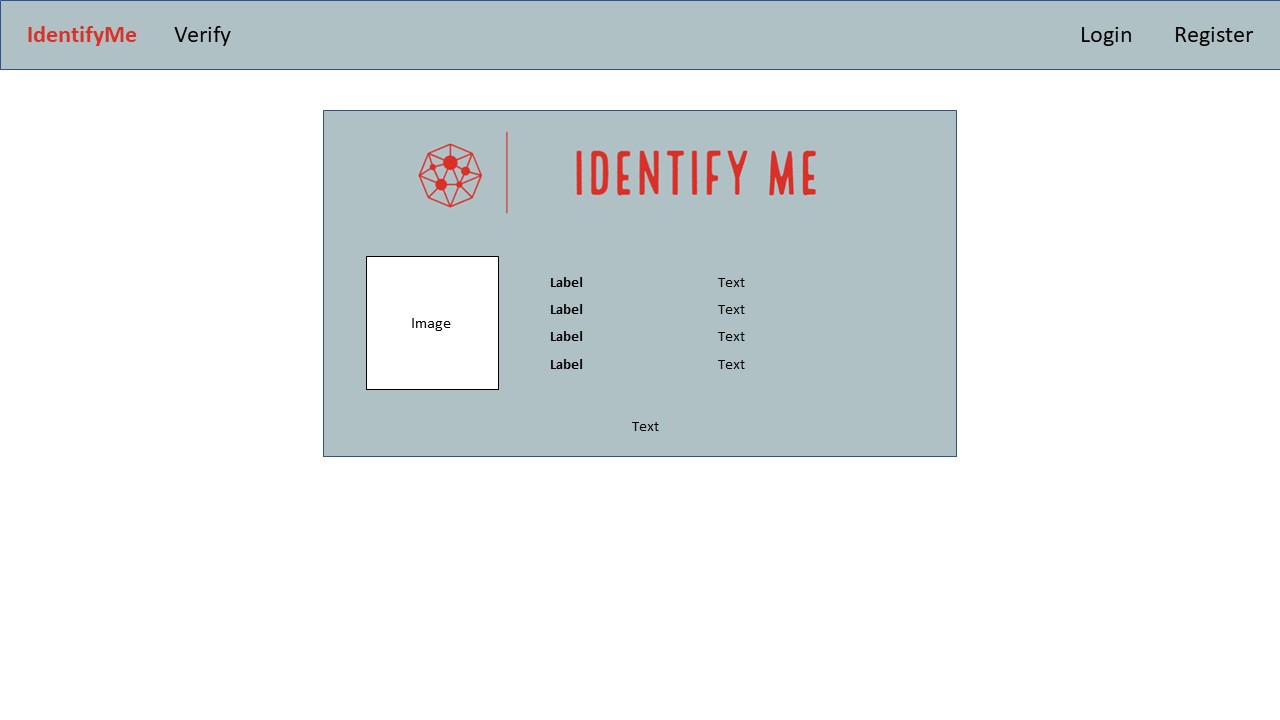 IdentifyMe Verify Login Register
IDENTIFY ME
Image
Label Text
Label Text
Label Text
Label Text
Text